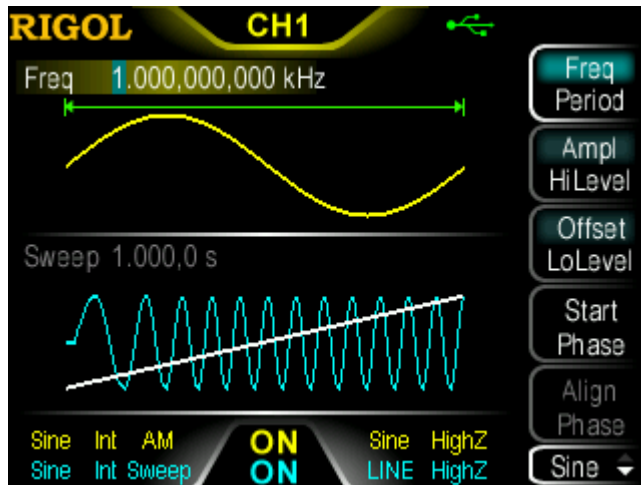 RIGOL CH1
Freq 1.000,000,000 kHz
Freq
Period
Ampl
HiLevel
Offset
LoLevel
Sweep 1.000,0 s
Start
Phase
Align
Phase
Sine Int AM ON Sine HighZ
Sine Int Sweep ON LINE HighZ
Sine